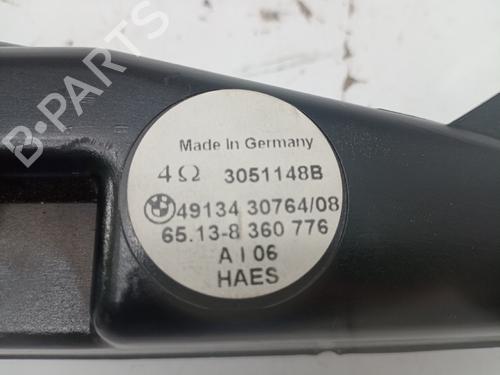 B-PARTS
Made In Germany
4Ω 3051148B
49134 30764/08
65.13-8 360 776
A I 06
HAES